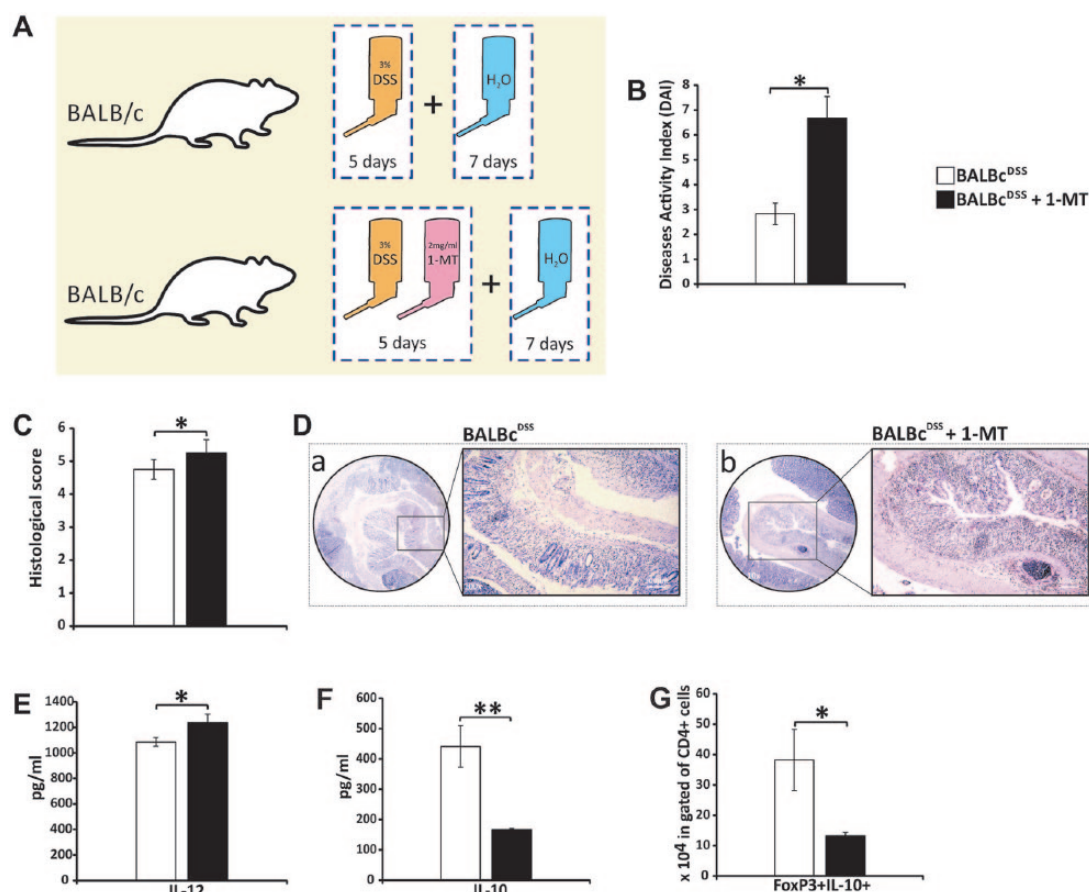 A
BALB/c
3%
DSS
+
H₂O
5 days
7 days
BALB/c
3%
DSS
2mg/ml
1-MT
+
H₂O
5 days
7 days
B
Diseases Activity Index (DAI)
8
7
6
5
4
3
2
1
0
*
BALBcᴰˢˢ
BALBcᴰˢˢ + 1-MT
C
Histological score
6
5
4
3
2
1
0
*
D
BALBcᴰˢˢ
a
BALBcᴰˢˢ + 1-MT
b
E
pg/ml
1400
1200
1000
800
600
400
200
0
*
IL-12
F
pg/ml
600
500
400
300
200
100
0
**
IL-10
G
x 10⁴ in gated of CD4+ cells
60
50
40
30
20
10
0
*
FoxP3+IL-10+